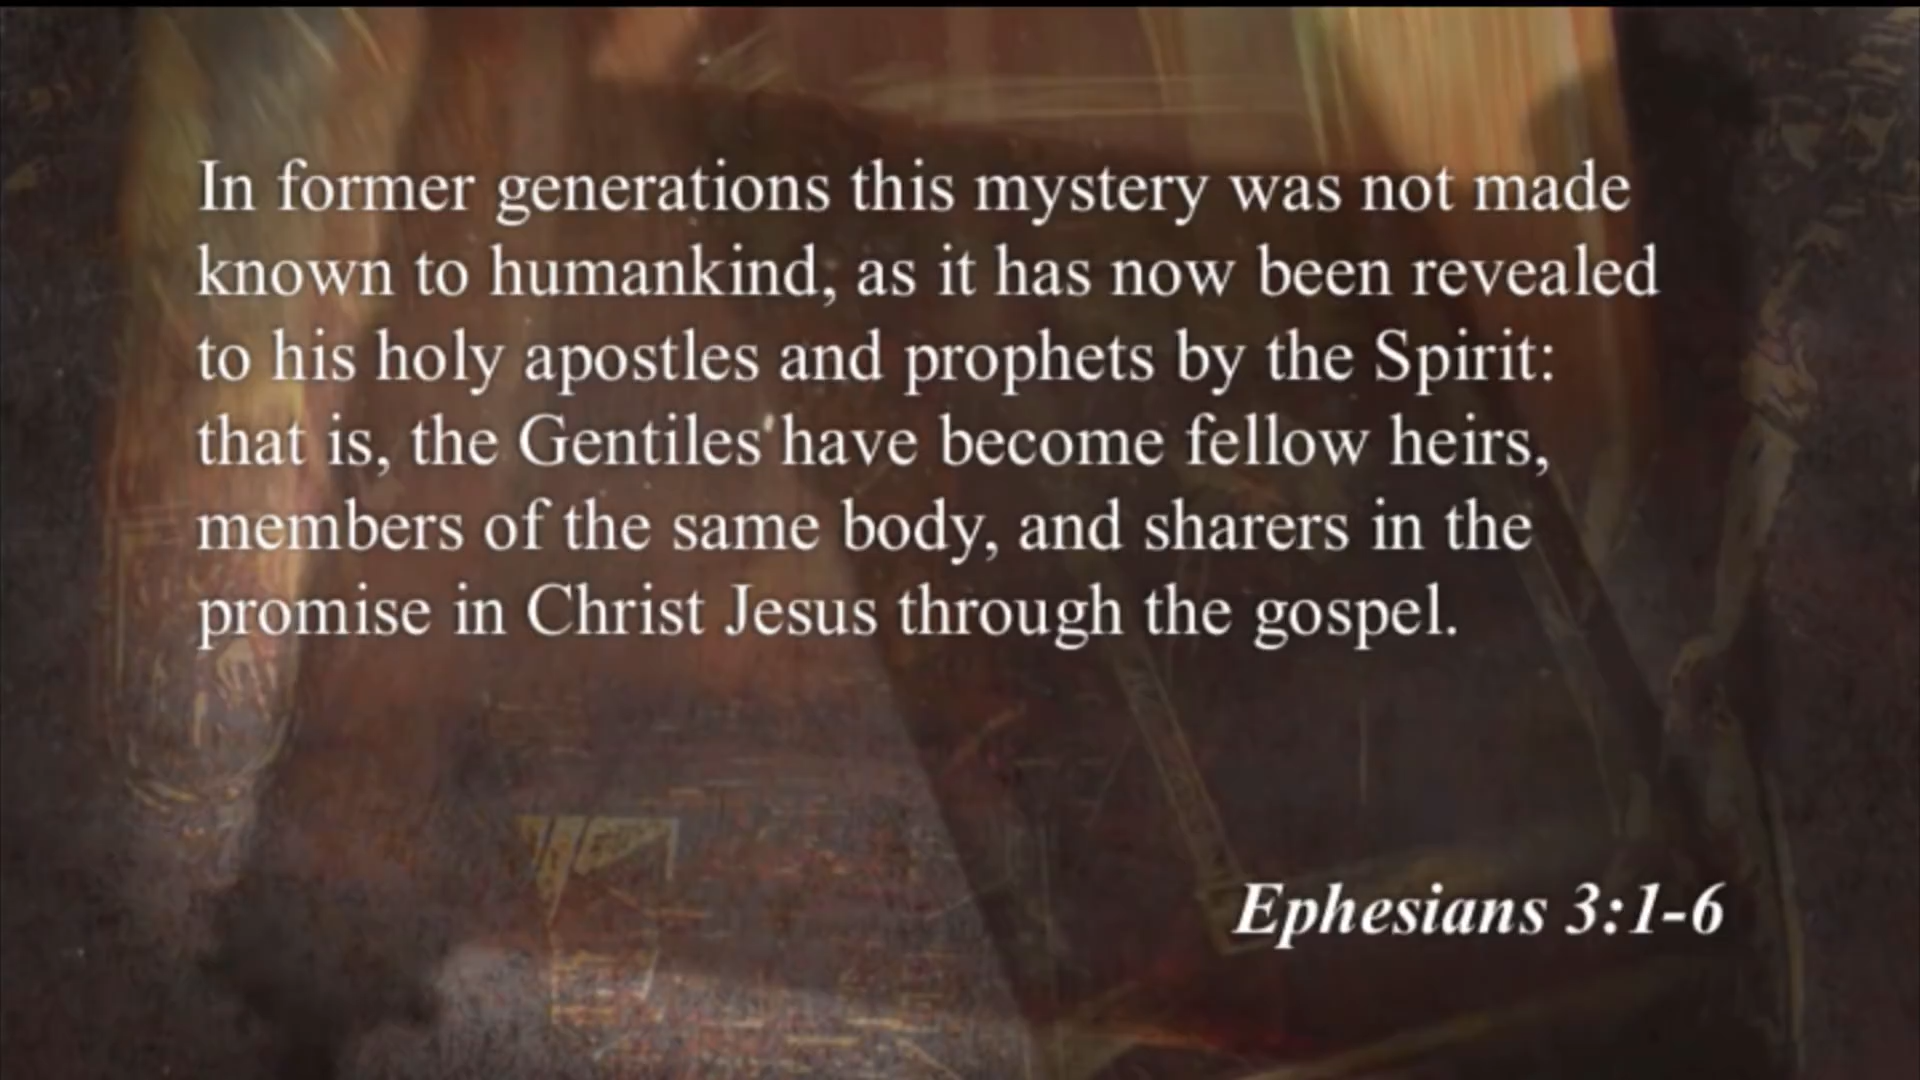 In former generations this mystery was not made
known to humankind, as it has now been revealed
to his holy apostles and prophets by the Spirit:
that is, the Gentiles have become fellow heirs,
members of the same body, and sharers in the
promise in Christ Jesus through the gospel.
Ephesians 3:1-6